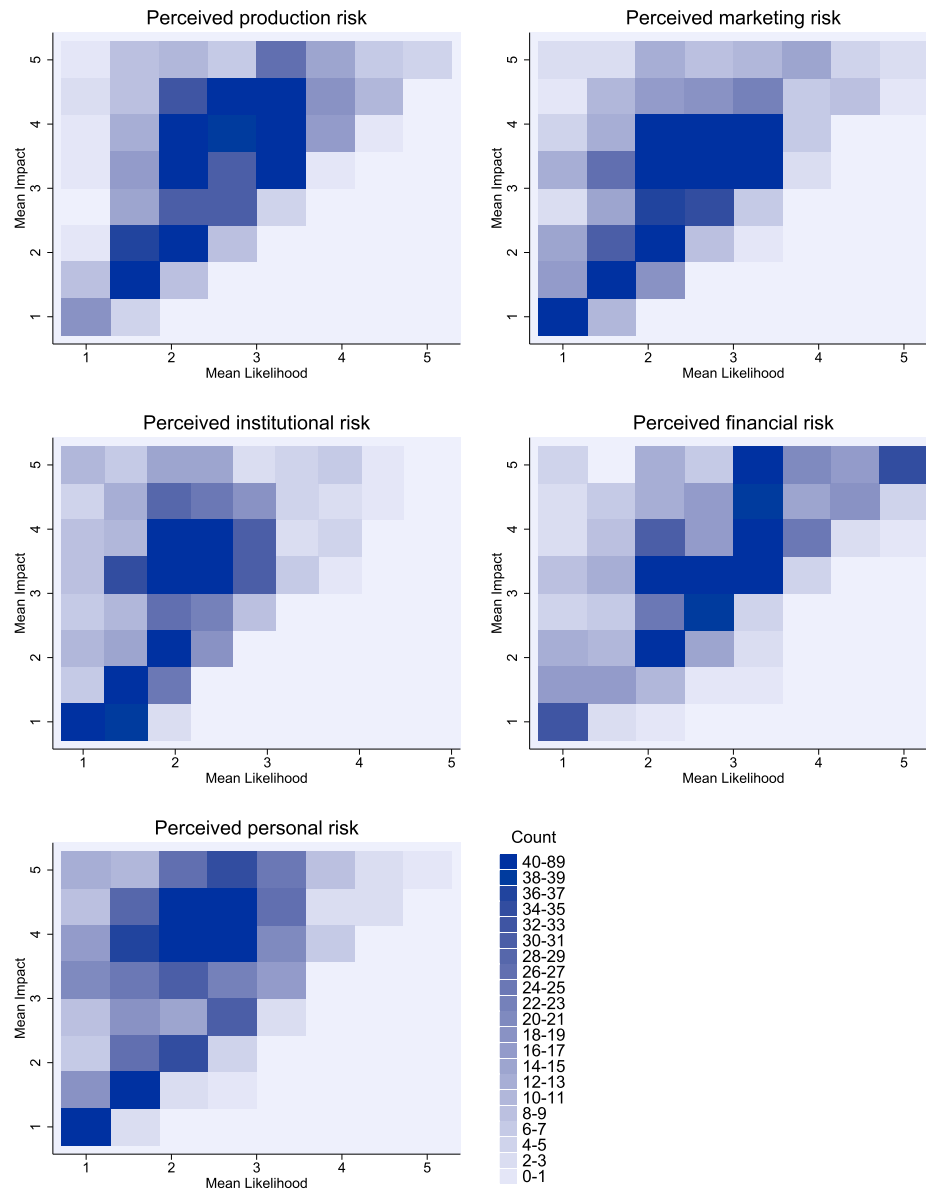 Perceived production risk
Mean Impact
5
4
3
2
1
1 2 3 4 5
Mean Likelihood
Perceived marketing risk
Mean Impact
5
4
3
2
1
1 2 3 4 5
Mean Likelihood
Perceived institutional risk
Mean Impact
5
4
3
2
1
1 2 3 4 5
Mean Likelihood
Perceived financial risk
Mean Impact
5
4
3
2
1
1 2 3 4 5
Mean Likelihood
Perceived personal risk
Mean Impact
5
4
3
2
1
1 2 3 4 5
Mean Likelihood
Count
40-89
38-39
36-37
34-35
32-33
30-31
28-29
26-27
24-25
22-23
20-21
18-19
16-17
14-15
12-13
10-11
8-9
6-7
4-5
2-3
0-1